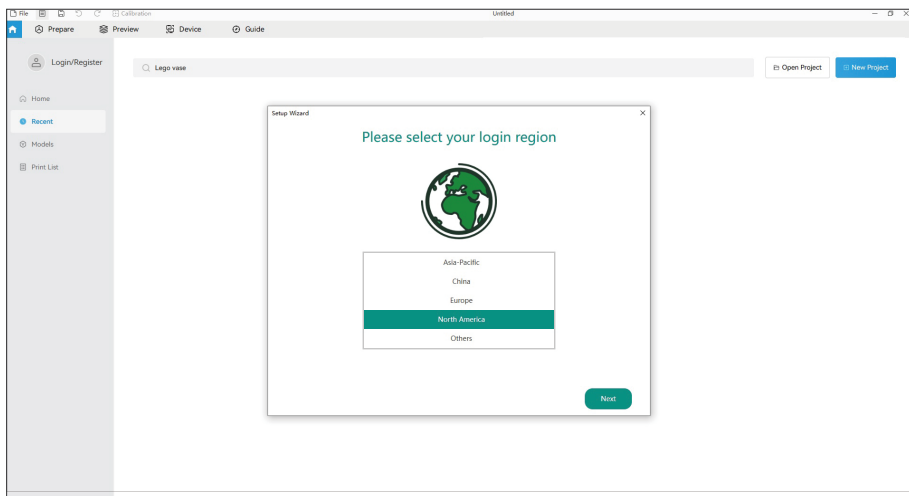 File Calibration Untitled
Prepare Preview Device Guide
Login/Register
Lego vase
Open Project
New Project
Home
Recent
Models
Print List
Setup Wizard
Please select your login region
Asia-Pacific
China
Europe
North America
Others
Next